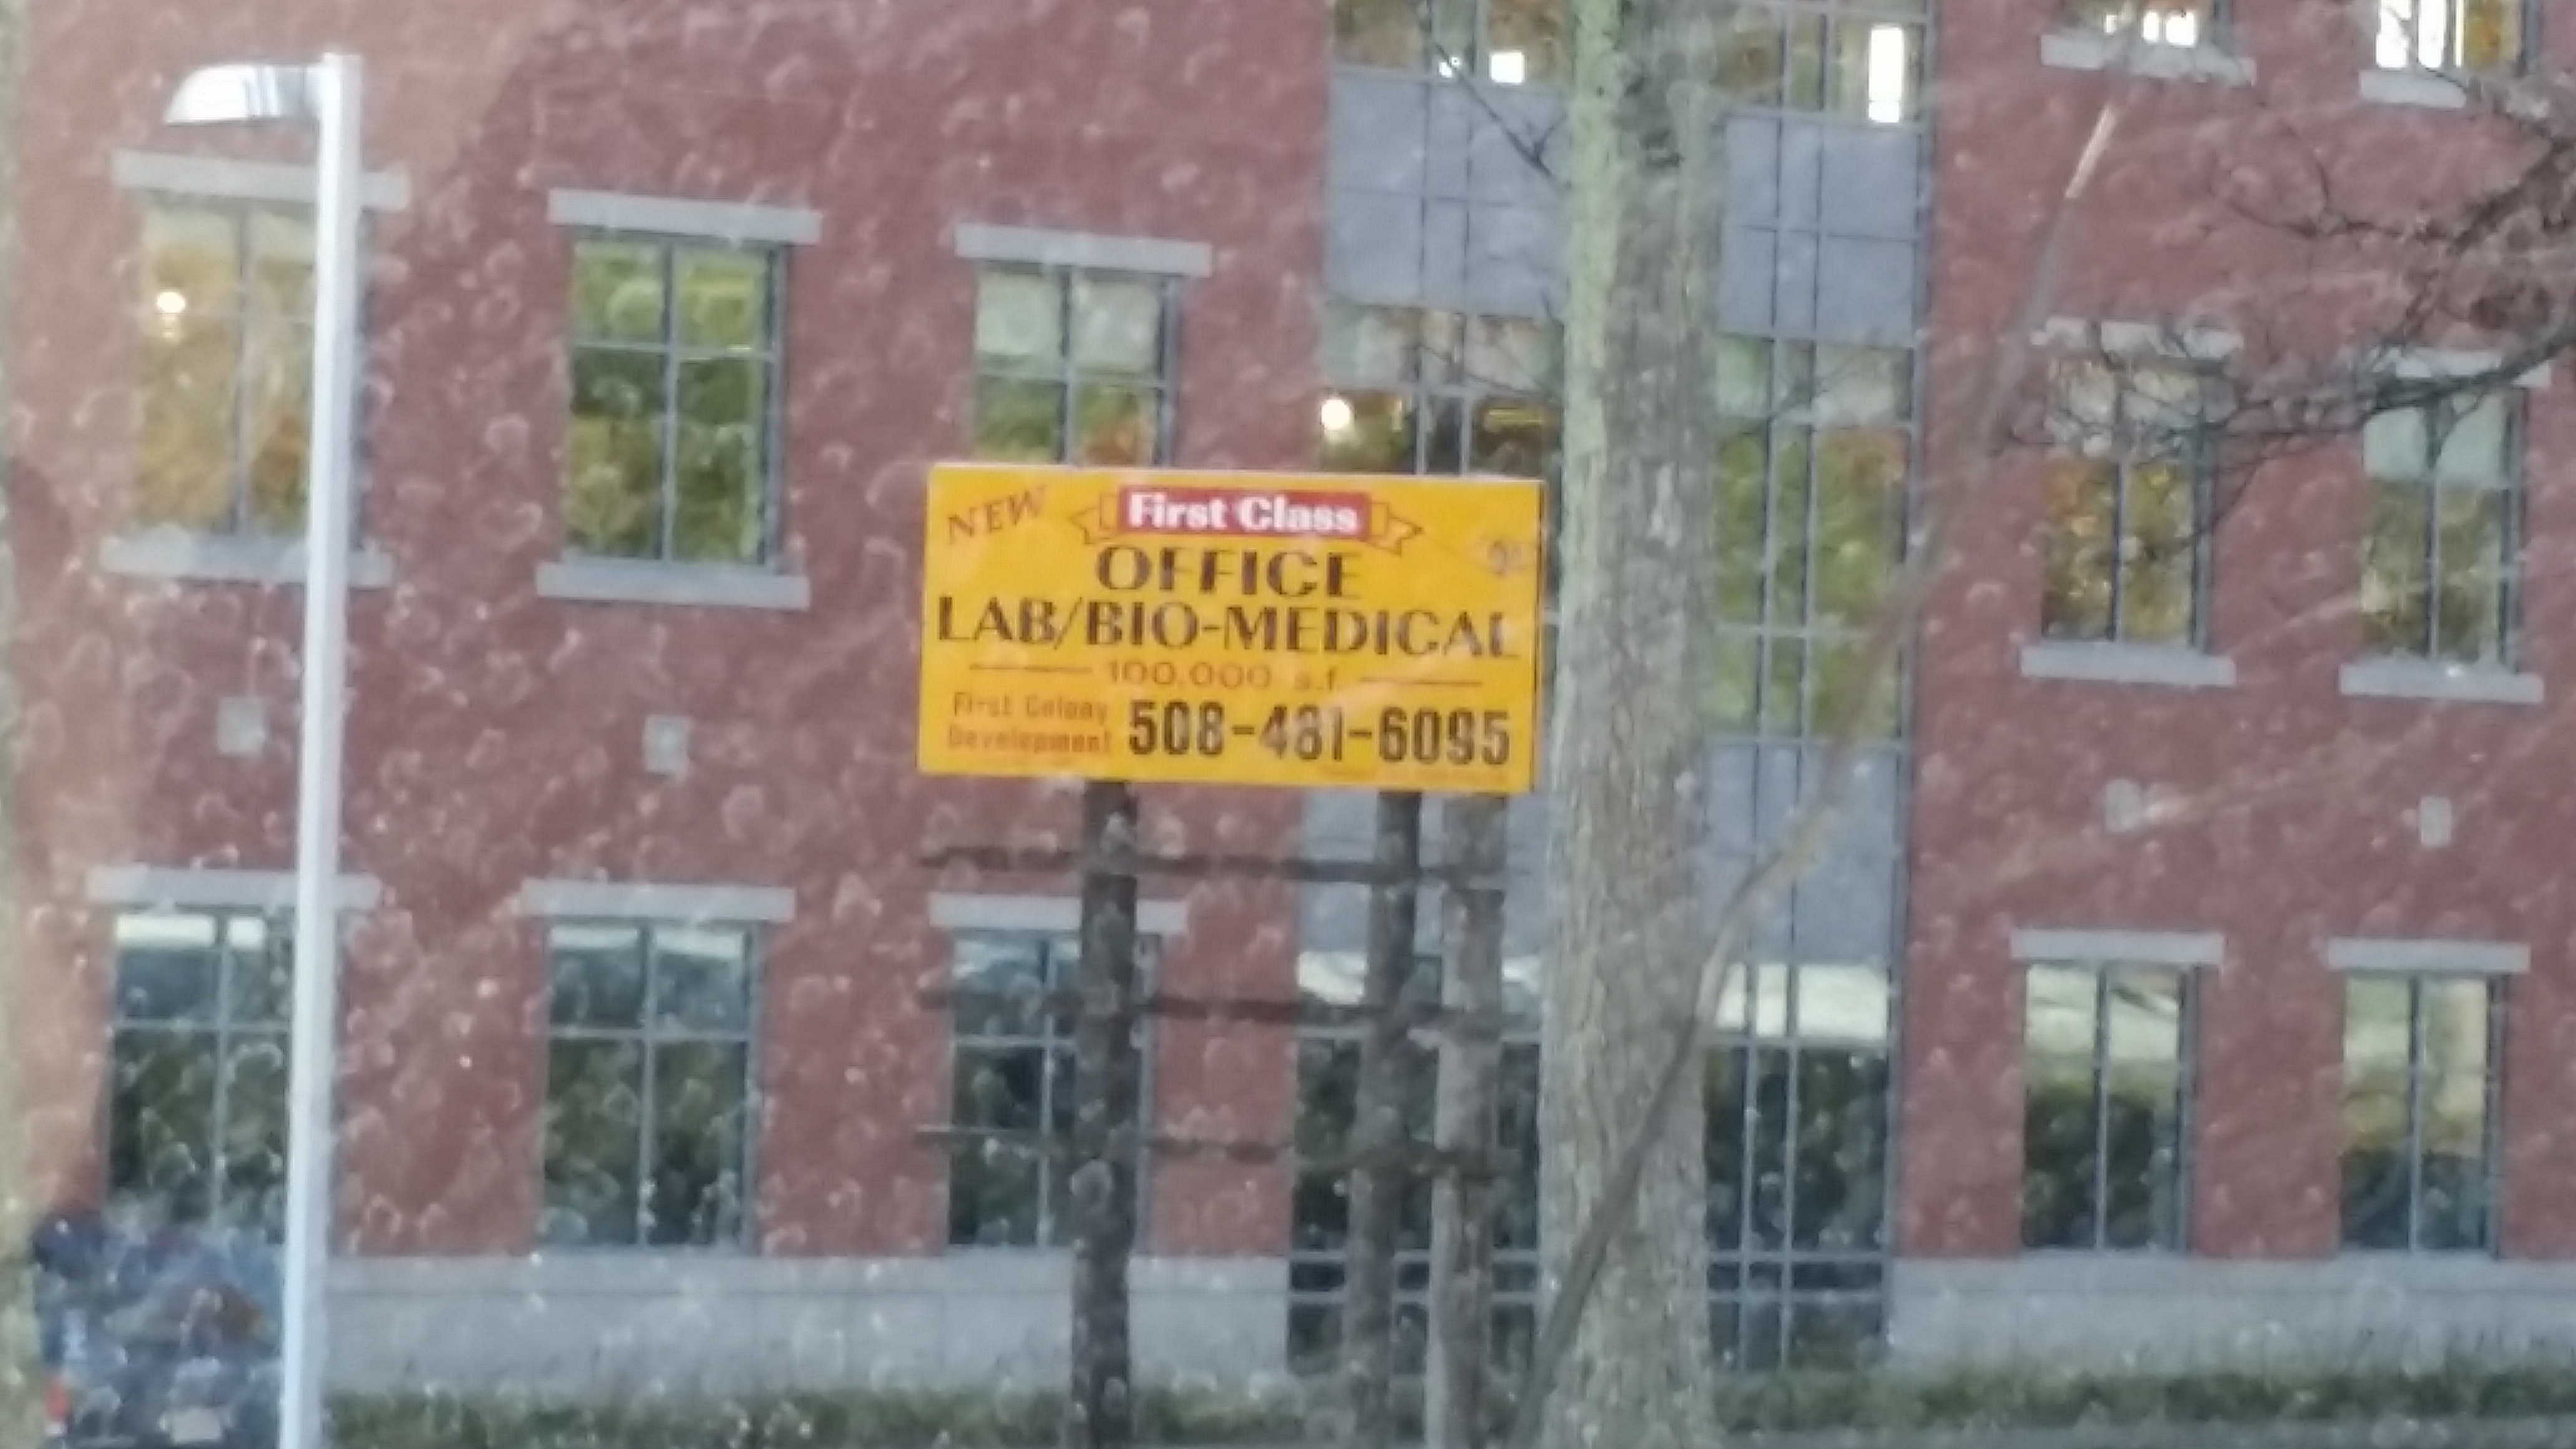 NEW First Class
OFFICE
LAB/BIO-MEDICAL
100,000 s.f.
First Colony
Development 508-481-6095